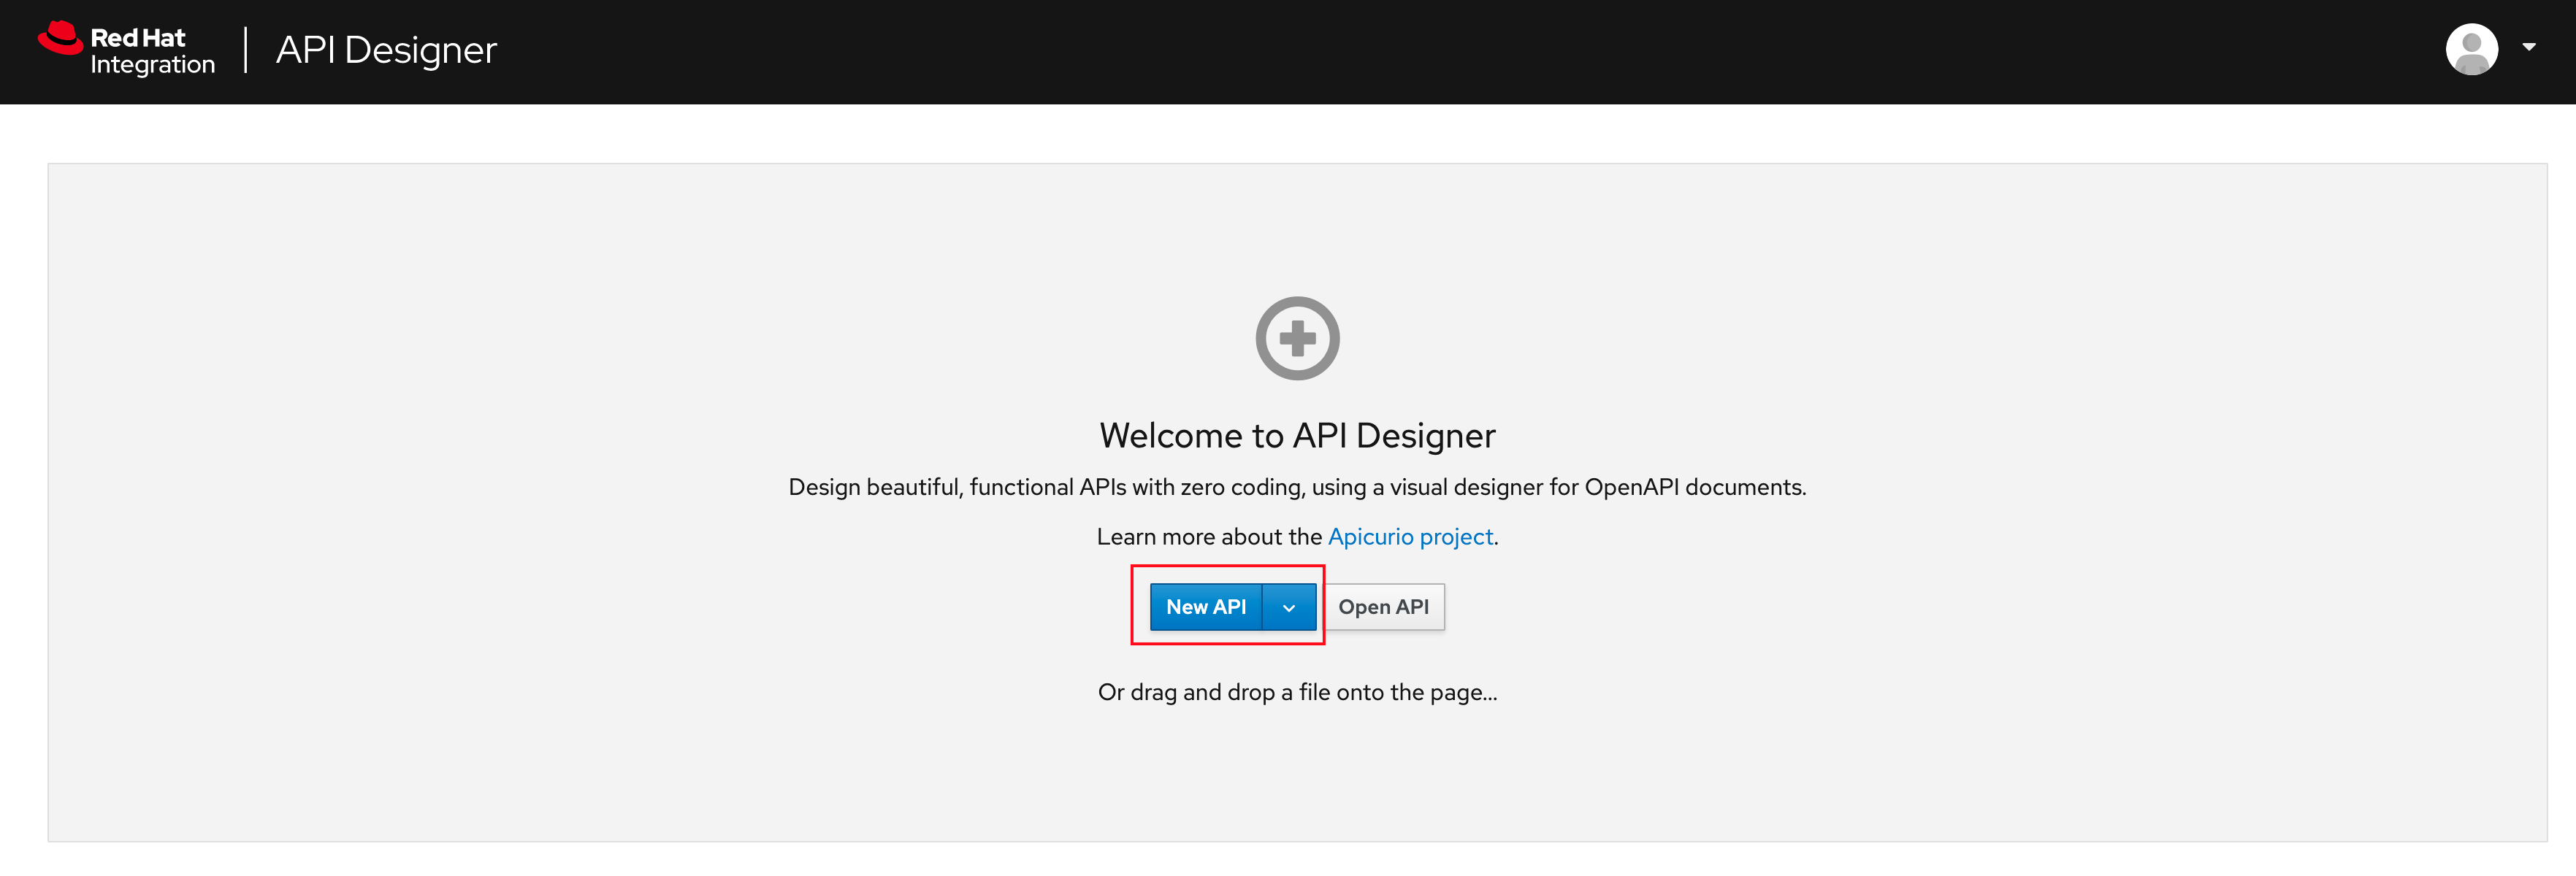 Red Hat
Integration
API Designer
Welcome to API Designer
Design beautiful, functional APIs with zero coding, using a visual designer for OpenAPI documents.
Learn more about the Apicurio project.
New API
Open API
Or drag and drop a file onto the page...